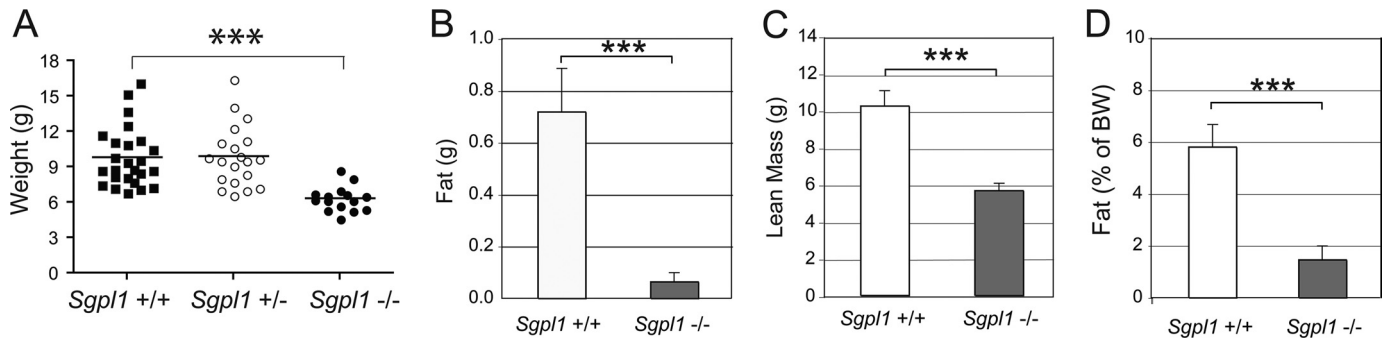 A
***
Weight (g)
18
15
12
9
6
3
0
Sgpl1 +/+
Sgpl1 +/-
Sgpl1 -/-
B
***
Fat (g)
1.0
0.8
0.6
0.4
0.2
0.0
Sgpl1 +/+
Sgpl1 -/-
C
***
Lean Mass (g)
14
12
10
8
6
4
2
0
Sgpl1 +/+
Sgpl1 -/-
D
***
Fat (% of BW)
10
8
6
4
2
0
Sgpl1 +/+
Sgpl1 -/-